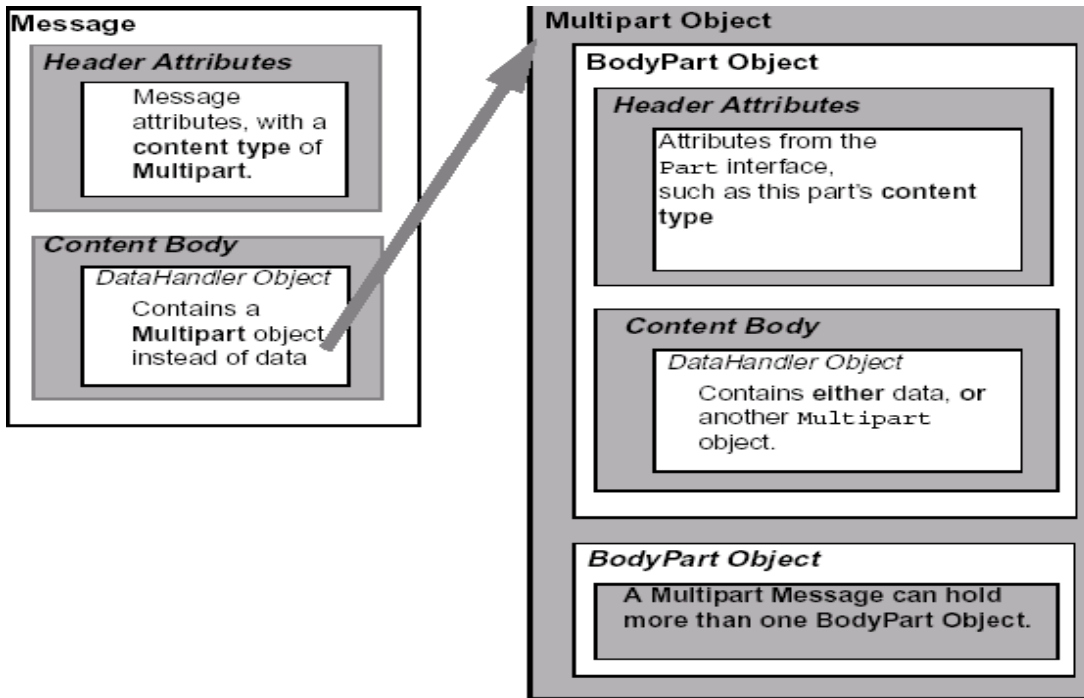 Message
Header Attributes
Message
attributes, with a
content type of
Multipart.
Content Body
DataHandler Object
Contains a
Multipart object
instead of data
Multipart Object
BodyPart Object
Header Attributes
Attributes from the
Part interface,
such as this part's content
type
Content Body
DataHandler Object
Contains either data, or
another Multipart
object.
BodyPart Object
A Multipart Message can hold
more than one BodyPart Object.